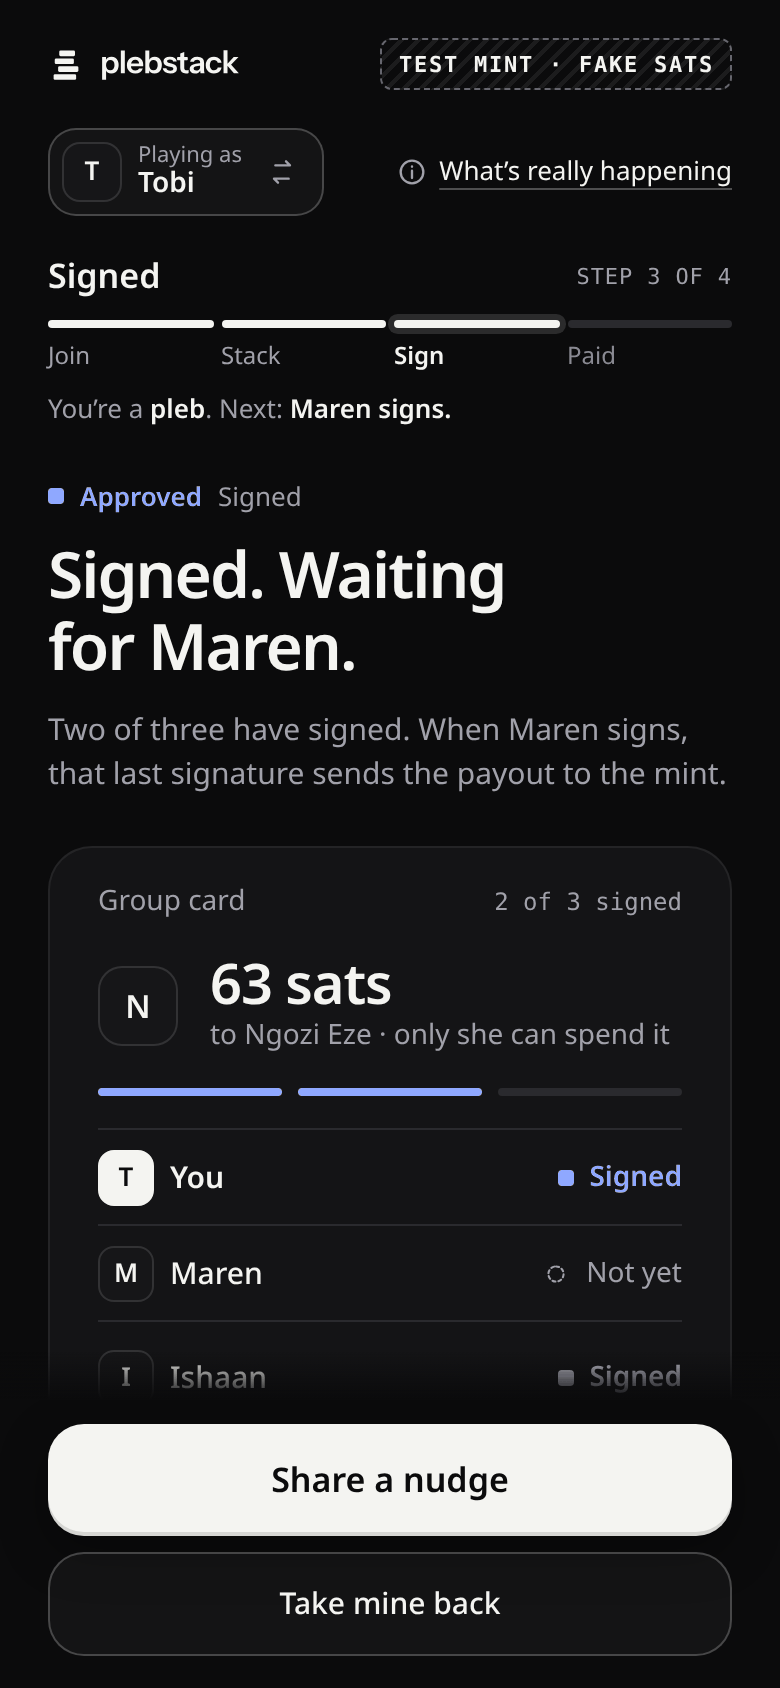 plebstack
TEST MINT · FAKE SATS
T
Playing as
Tobi
What’s really happening
Signed
STEP 3 OF 4
Join
Stack
Sign
Paid
You’re a pleb. Next: Maren signs.
Approved Signed
Signed. Waiting
for Maren.
Two of three have signed. When Maren signs,
that last signature sends the payout to the mint.
Group card
2 of 3 signed
N
63 sats
to Ngozi Eze · only she can spend it
T
You
Signed
M
Maren
Not yet
I
Ishaan
Signed
Share a nudge
Take mine back